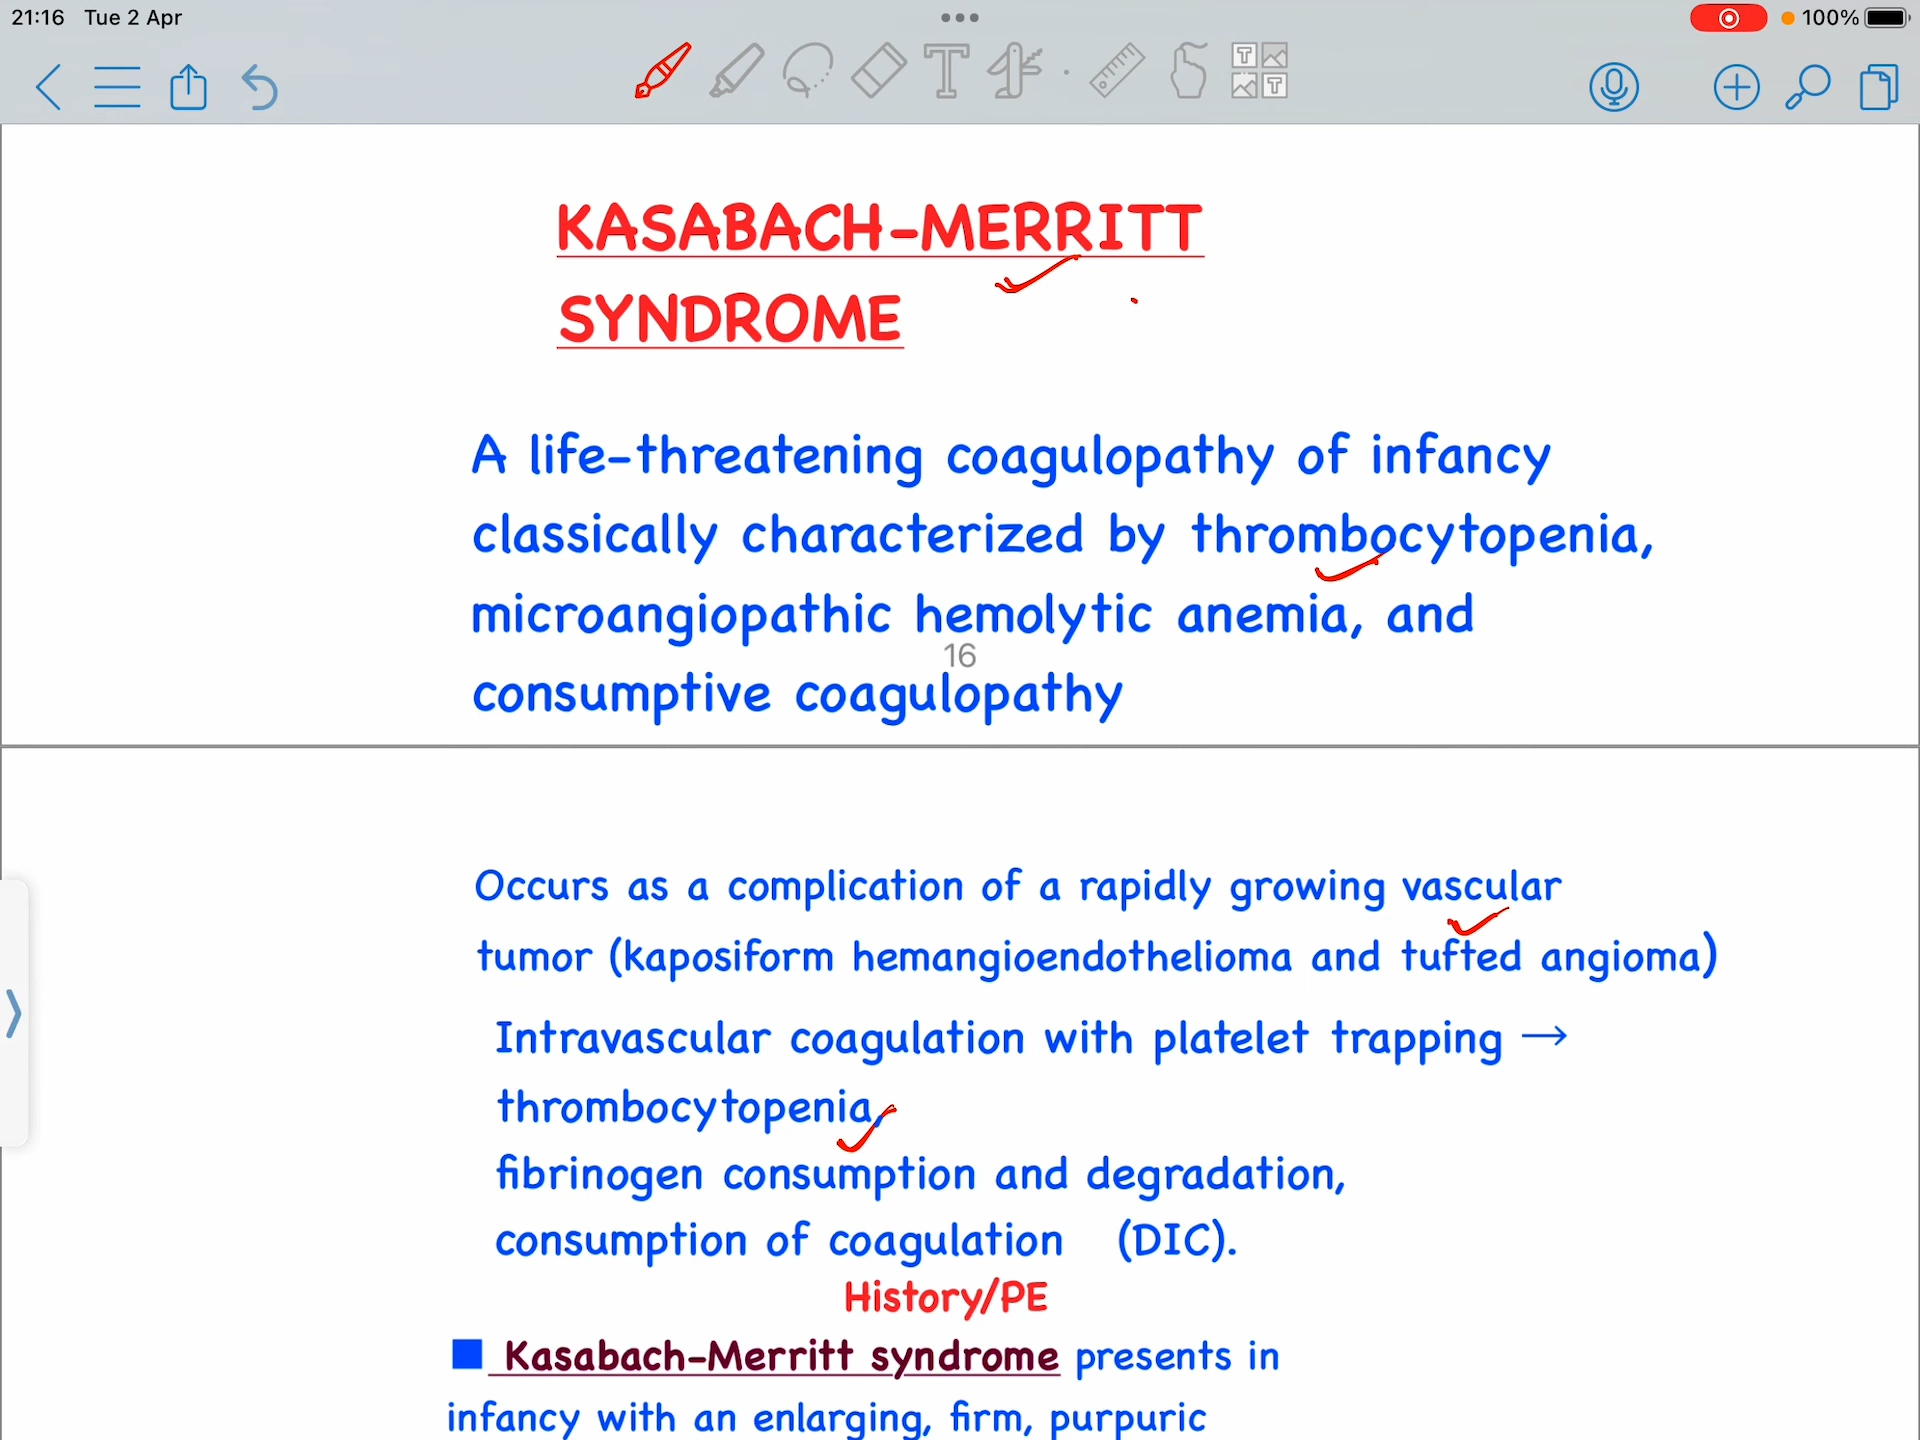 21:16 Tue 2 Apr
100%
KASABACH-MERRITT
SYNDROME
A life-threatening coagulopathy of infancy
classically characterized by thrombocytopenia,
microangiopathic hemolytic anemia, and
16
consumptive coagulopathy
Occurs as a complication of a rapidly growing vascular
tumor (kaposiform hemangioendothelioma and tufted angioma)
Intravascular coagulation with platelet trapping →
thrombocytopenia,
fibrinogen consumption and degradation,
consumption of coagulation (DIC).
History/PE
■ Kasabach-Merritt syndrome presents in
infancy with an enlarging, firm, purpuric